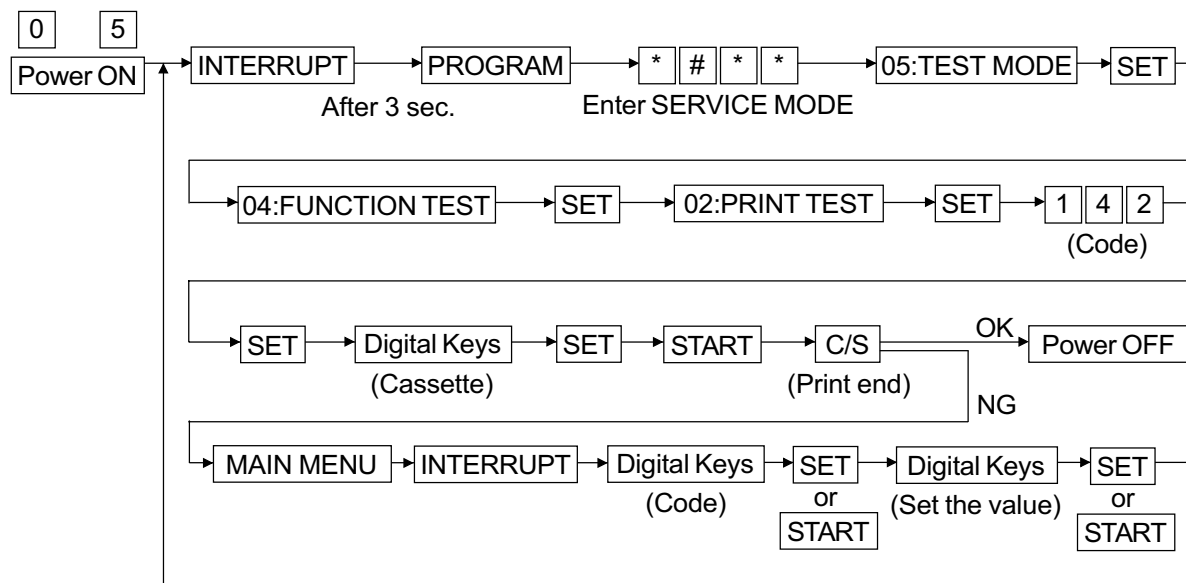 0 5
Power ON INTERRUPT PROGRAM * # * * 05:TEST MODE SET
After 3 sec. Enter SERVICE MODE
04:FUNCTION TEST SET 02:PRINT TEST SET 1 4 2
(Code)
OK
SET Digital Keys SET START C/S Power OFF
(Cassette) (Print end)
NG
MAIN MENU INTERRUPT Digital Keys SET Digital Keys SET
(Code) or (Set the value) or
START START